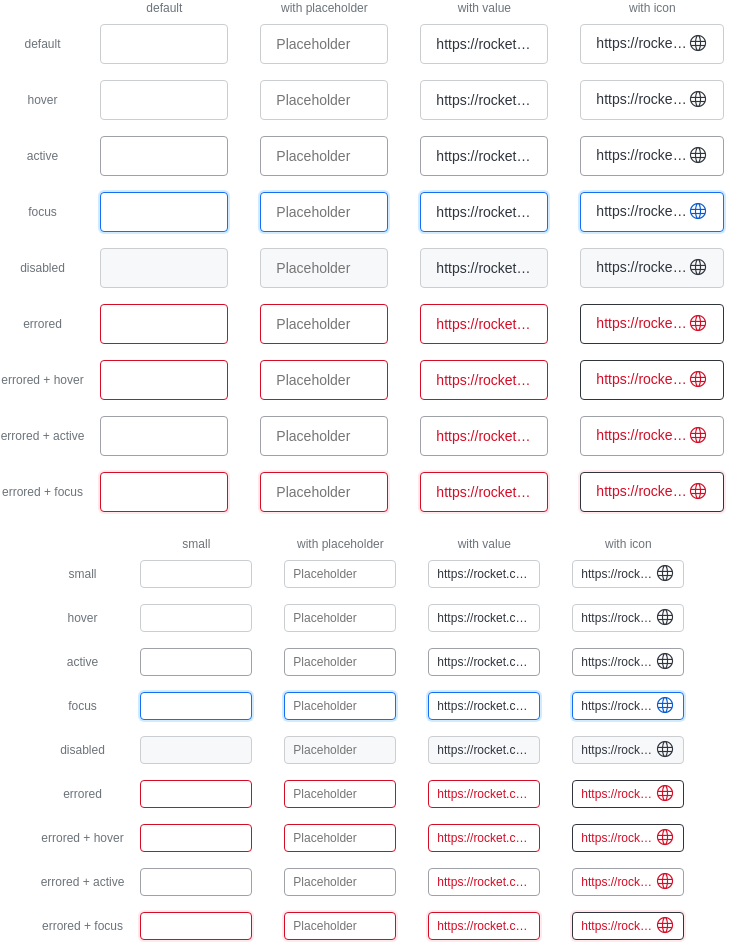 default with placeholder with value with icon
default Placeholder https://rocket… https://rocke…
hover Placeholder https://rocket… https://rocke…
active Placeholder https://rocket… https://rocke…
focus Placeholder https://rocket… https://rocke…
disabled Placeholder https://rocket… https://rocke…
errored Placeholder https://rocket… https://rocke…
errored + hover Placeholder https://rocket… https://rocke…
errored + active Placeholder https://rocket… https://rocke…
errored + focus Placeholder https://rocket… https://rocke…
small with placeholder with value with icon
small Placeholder https://rocket.c… https://rock…
hover Placeholder https://rocket.c… https://rock…
active Placeholder https://rocket.c… https://rock…
focus Placeholder https://rocket.c… https://rock…
disabled Placeholder https://rocket.c… https://rock…
errored Placeholder https://rocket.c… https://rock…
errored + hover Placeholder https://rocket.c… https://rock…
errored + active Placeholder https://rocket.c… https://rock…
errored + focus Placeholder https://rocket.c… https://rock…